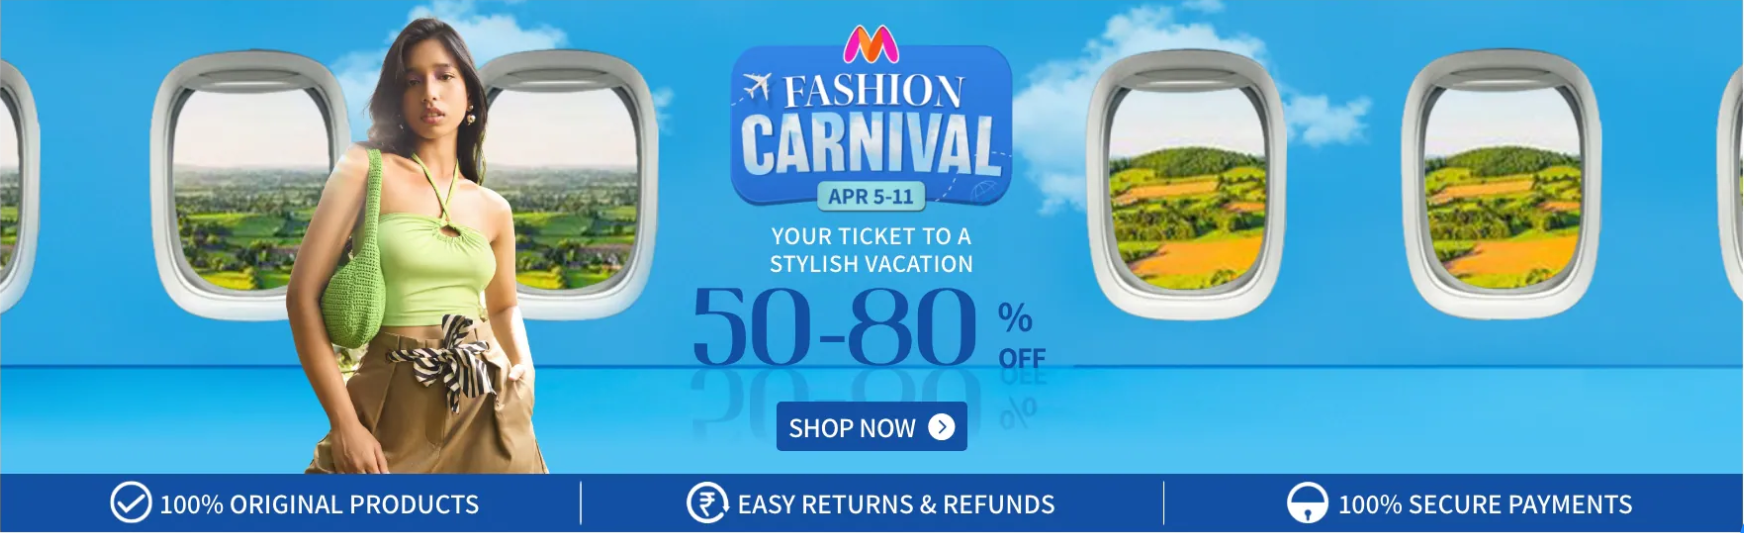 FASHION
CARNIVAL
APR 5-11
YOUR TICKET TO A
STYLISH VACATION
50-80 % OFF
SHOP NOW
100% ORIGINAL PRODUCTS
EASY RETURNS & REFUNDS
100% SECURE PAYMENTS